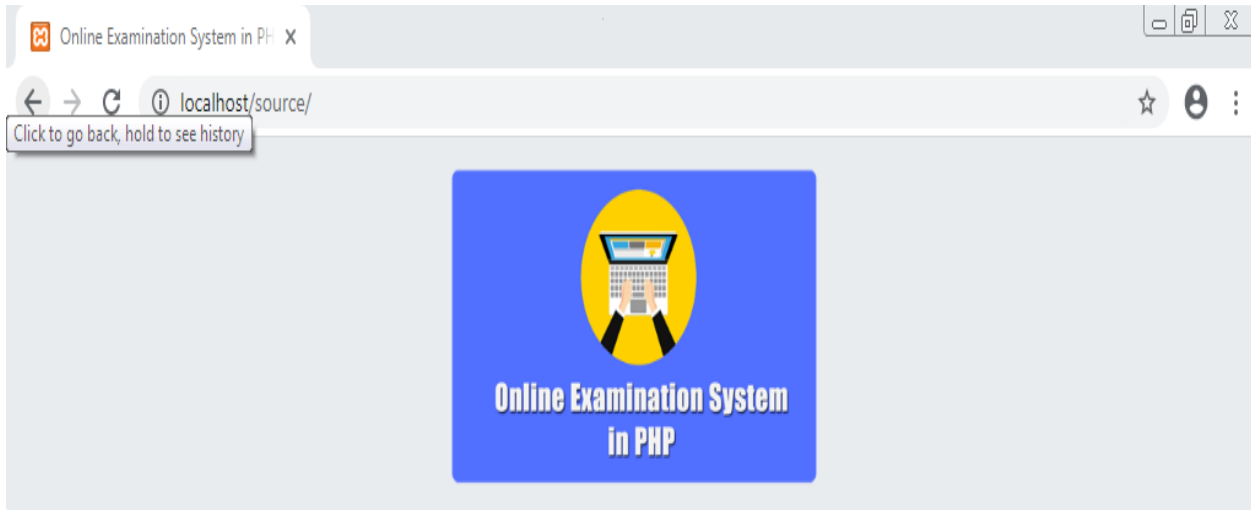 Online Examination System in PH
localhost/source/
Click to go back, hold to see history
Online Examination System
in PHP